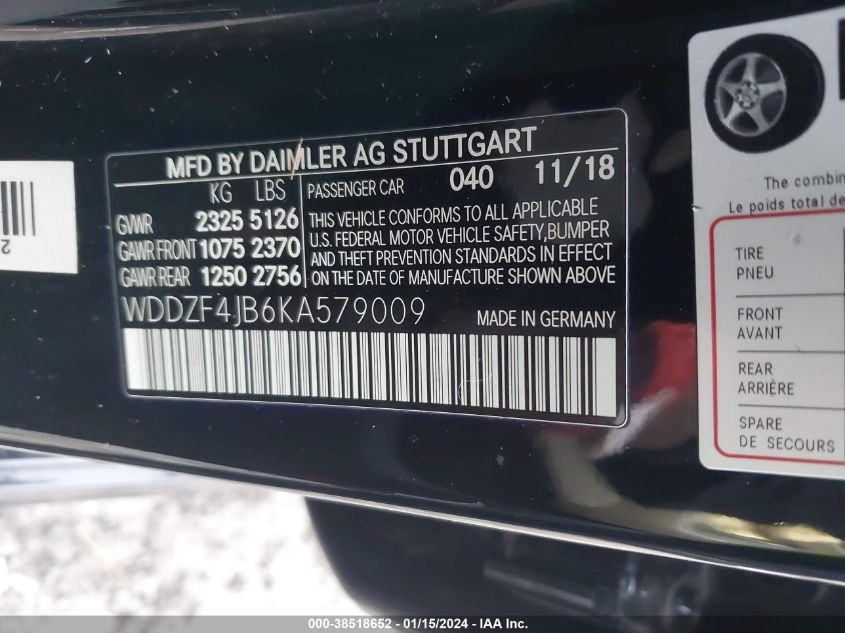 MFD BY DAIMLER AG STUTTGART
KG LBS
GVWR 2325 5126
GAWR FRONT 1075 2370
GAWR REAR 1250 2756
PASSENGER CAR 040 11/18
THIS VEHICLE CONFORMS TO ALL APPLICABLE
U.S. FEDERAL MOTOR VEHICLE SAFETY,BUMPER
AND THEFT PREVENTION STANDARDS IN EFFECT
ON THE DATE OF MANUFACTURE SHOWN ABOVE
WDDZF4JB6KA579009 MADE IN GERMANY
The combin
Le poids total de
TIRE
PNEU
FRONT
AVANT
REAR
ARRIÈRE
SPARE
DE SECOURS
000-38518652 - 01/15/2024 - IAA Inc.